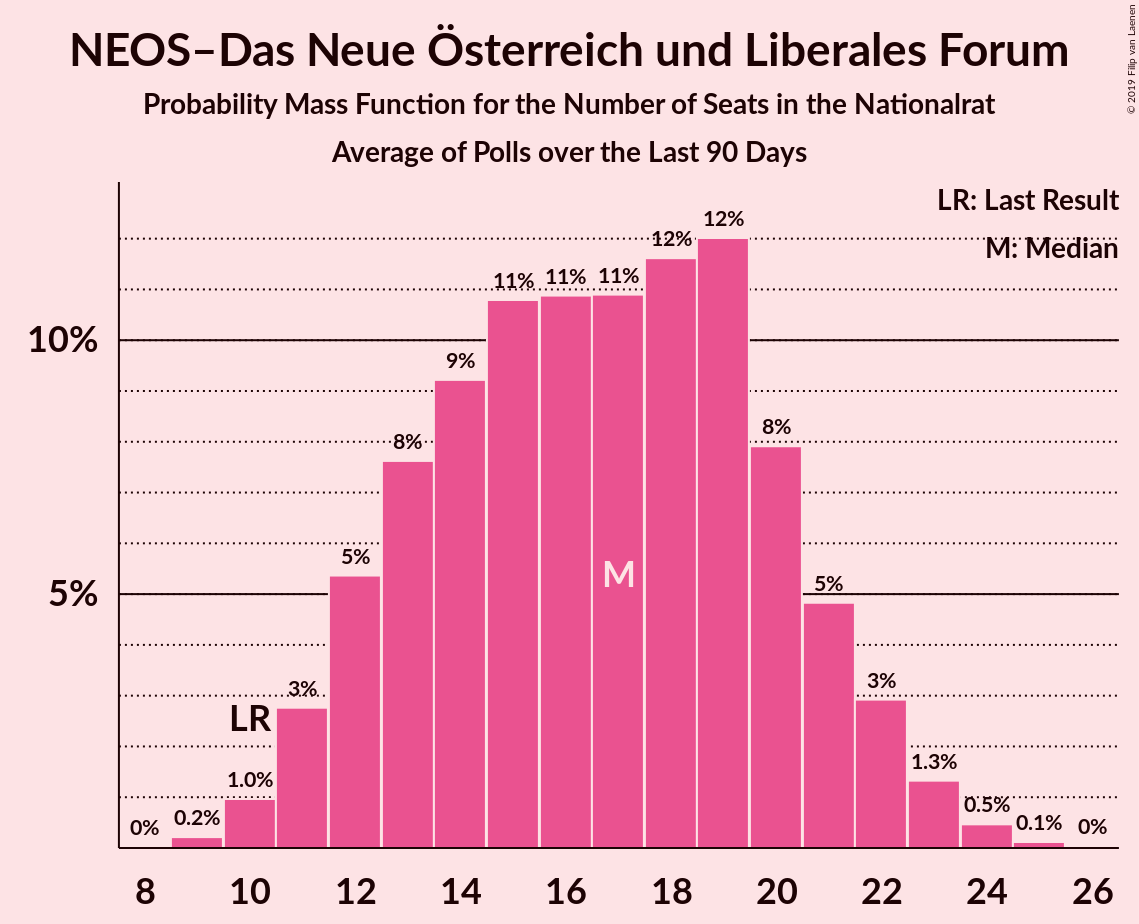 NEOS–Das Neue Österreich und Liberales Forum
Probability Mass Function for the Number of Seats in the Nationalrat
Average of Polls over the Last 90 Days
© 2019 Filip van Laenen
LR: Last Result
M: Median
10%
5%
0%
0.2%
1.0%
LR
3%
5%
8%
9%
11%
11%
11%
M
12%
12%
8%
5%
3%
1.3%
0.5%
0.1%
0%
8 10 12 14 16 18 20 22 24 26